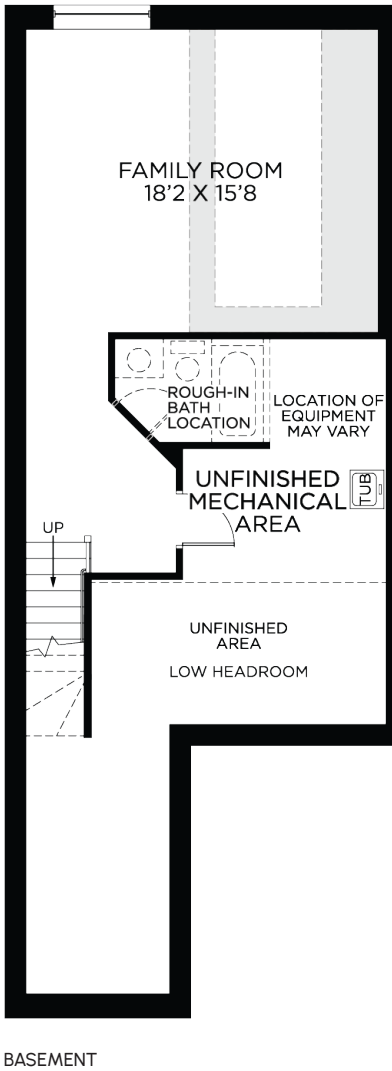 FAMILY ROOM
18'2 X 15'8
ROUGH-IN
BATH
LOCATION
LOCATION OF
EQUIPMENT
MAY VARY
UNFINISHED
MECHANICAL
AREA
TUB
UP
UNFINISHED
AREA
LOW HEADROOM
BASEMENT